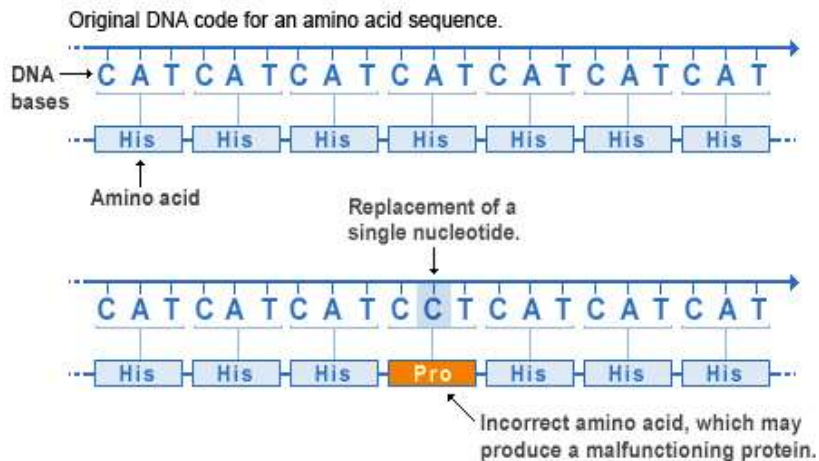 Original DNA code for an amino acid sequence.
DNA bases
C A T C A T C A T C A T C A T C A T C A T
His His His His His His His
Amino acid
Replacement of a
single nucleotide.
C A T C A T C A T C C T C A T C A T C A T
His His His Pro His His His
Incorrect amino acid, which may
produce a malfunctioning protein.